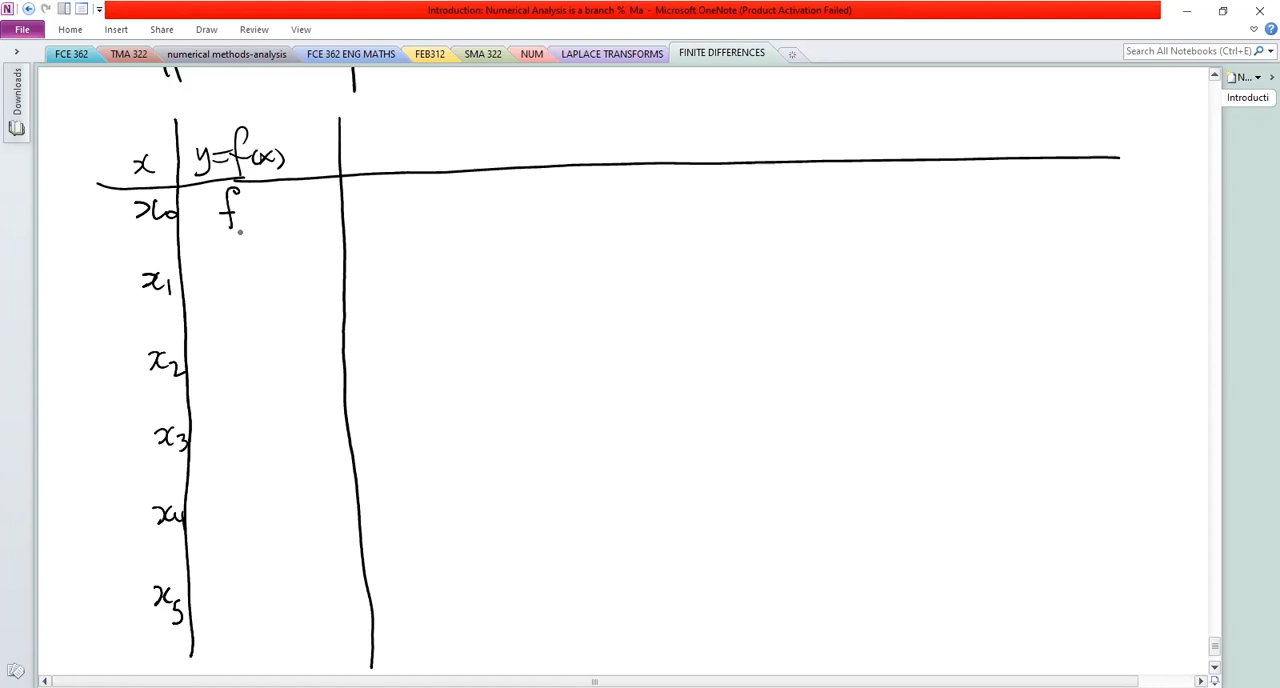 Introduction: Numerical Analysis is a branch %. Ma - Microsoft OneNote (Product Activation Failed)
File Home Insert Share Draw Review View
FCE 362 TMA 322 numerical methods-analysis FCE 362 ENG MATHS FEB312 SMA 322 NUM LAPLACE TRANSFORMS FINITE DIFFERENCES Search All Notebooks (Ctrl+E)
Downloads
N...
Introducti
x y=f(x)
x0 f
x1
x2
x3
x4
x5